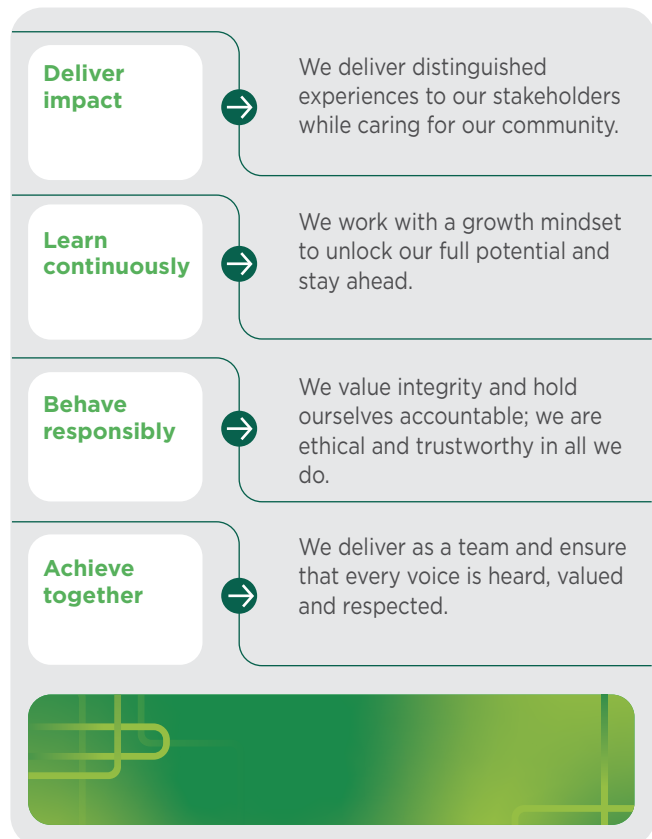 Deliver
impact
We deliver distinguished
experiences to our stakeholders
while caring for our community.
Learn
continuously
We work with a growth mindset
to unlock our full potential and
stay ahead.
Behave
responsibly
We value integrity and hold
ourselves accountable; we are
ethical and trustworthy in all we
do.
Achieve
together
We deliver as a team and ensure
that every voice is heard, valued
and respected.